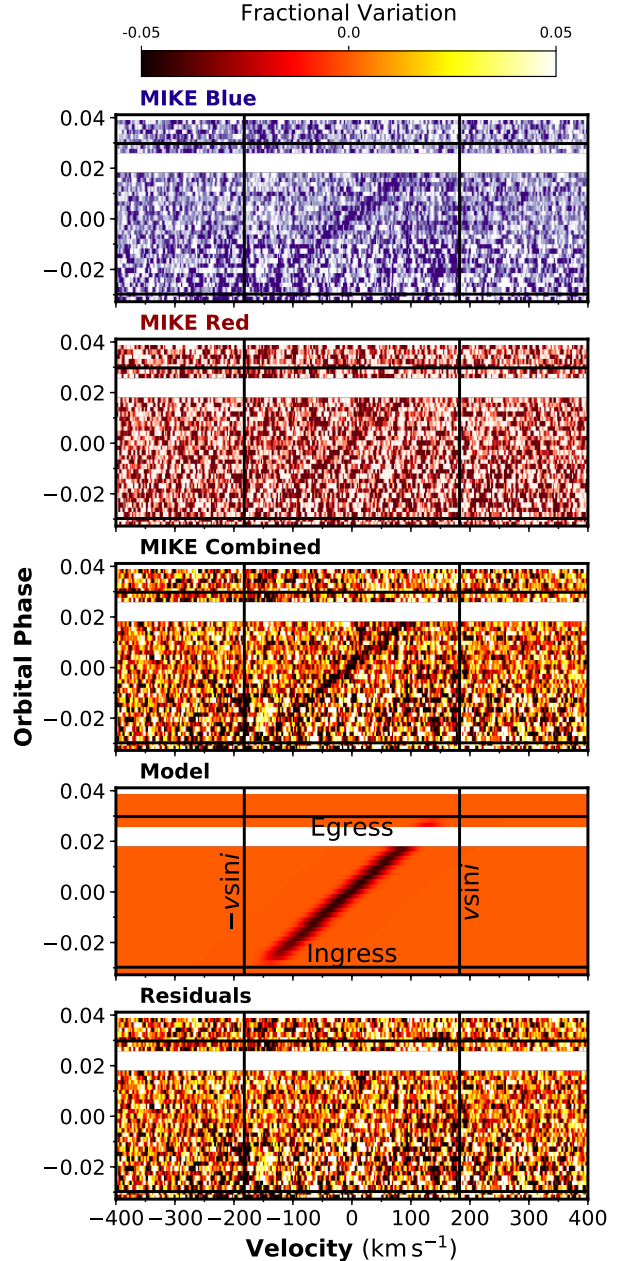 Fractional Variation
-0.05 0.0 0.05
MIKE Blue
0.04
0.02
0.00
−0.02
MIKE Red
0.04
0.02
0.00
−0.02
MIKE Combined
0.04
0.02
0.00
−0.02
Orbital Phase
Model
0.04
0.02
0.00
−0.02
Egress
−vsini
vsini
Ingress
Residuals
0.04
0.02
0.00
−0.02
−400 −300 −200 −100 0 100 200 300 400
Velocity (km s⁻¹)